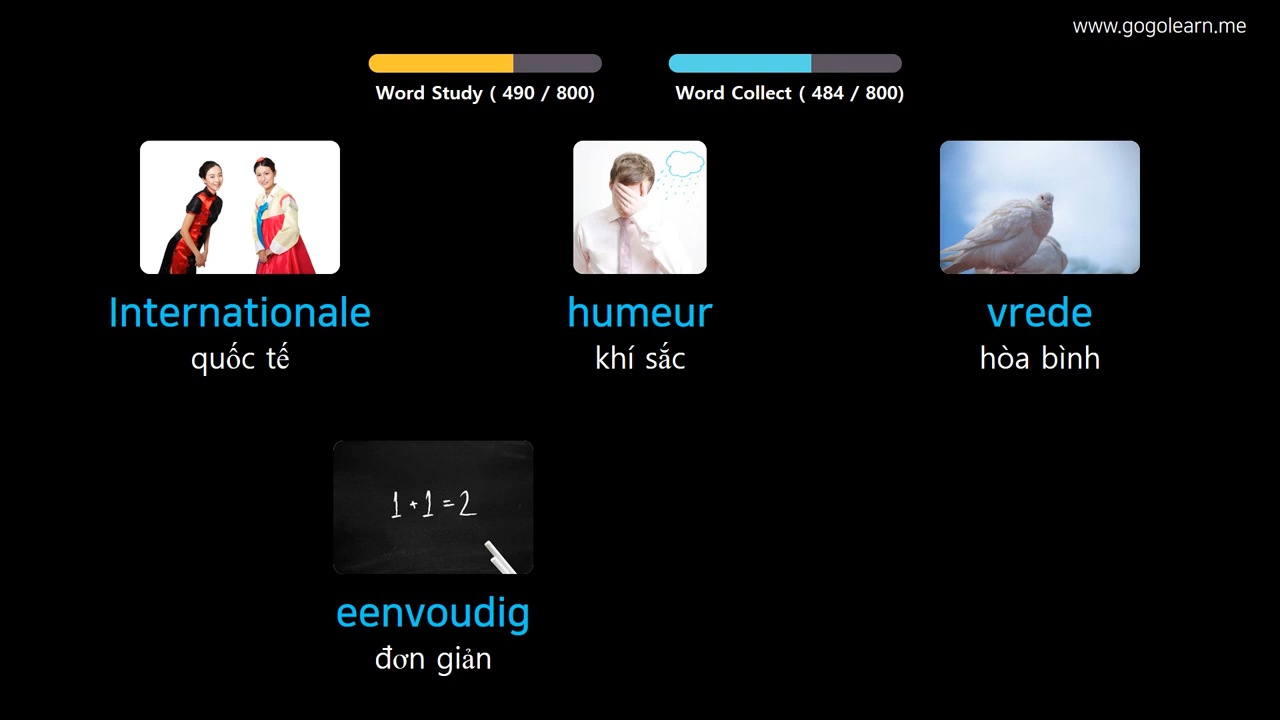 www.gogolearn.me
Word Study ( 490 / 800)
Word Collect ( 484 / 800)
Internationale
quốc tế
humeur
khí sắc
vrede
hòa bình
1+1=2
eenvoudig
đơn giản